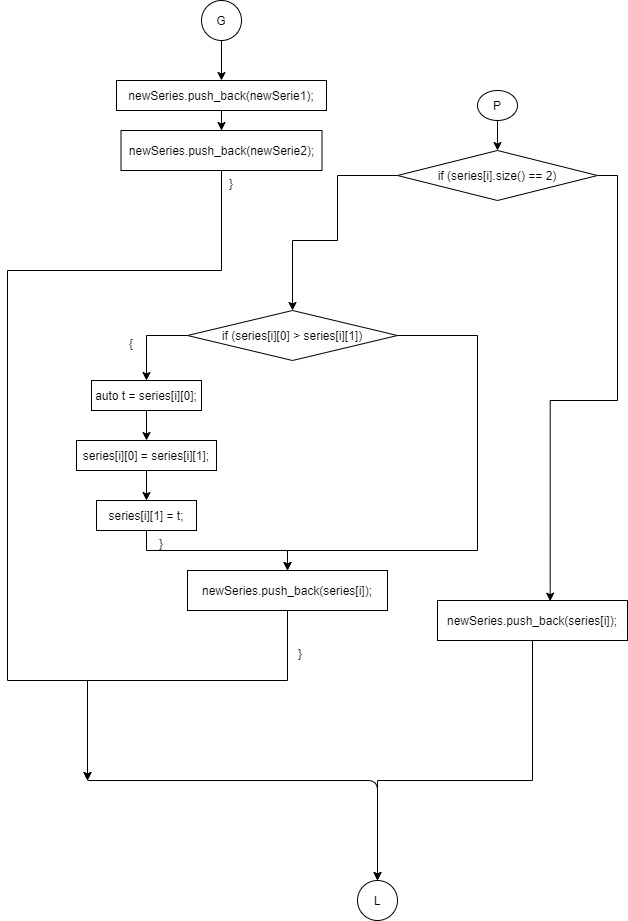 G
newSeries.push_back(newSerie1);
newSeries.push_back(newSerie2);
}
P
if (series[i].size() == 2)
if (series[i][0] > series[i][1])
{
auto t = series[i][0];
series[i][0] = series[i][1];
series[i][1] = t;
}
newSeries.push_back(series[i]);
newSeries.push_back(series[i]);
}
L